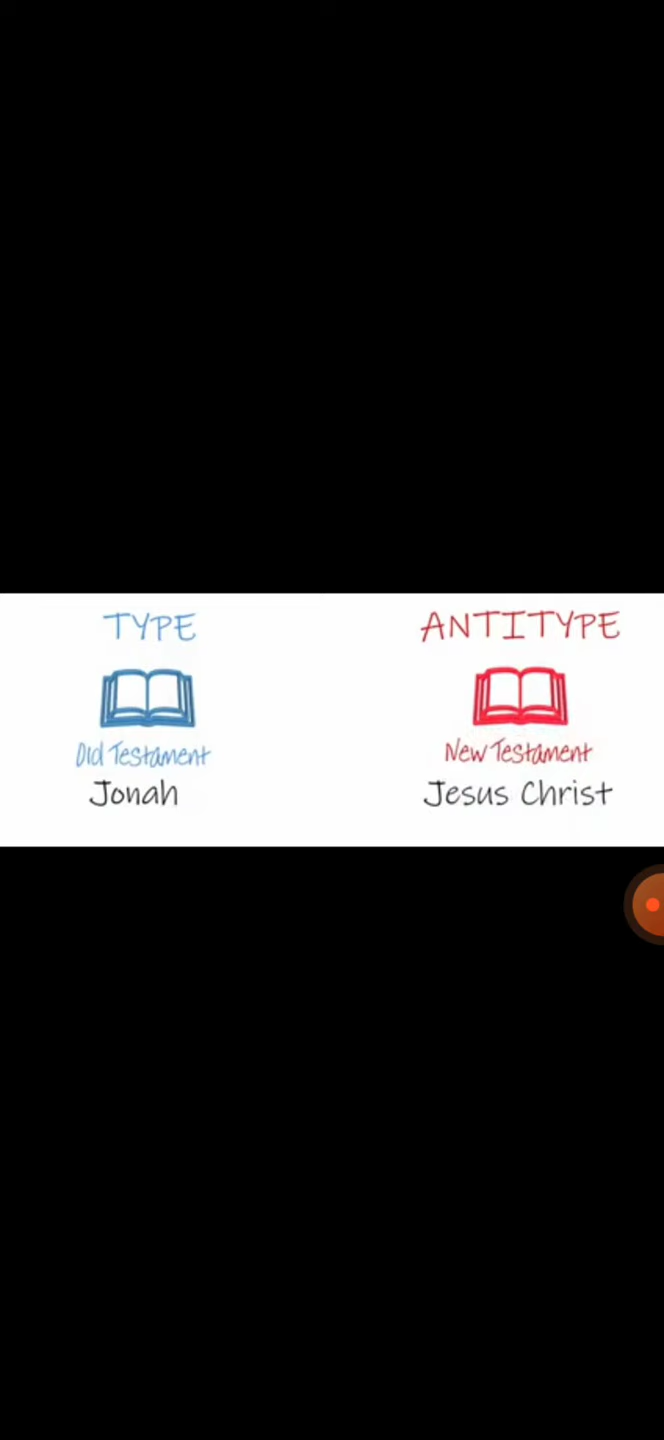 TYPE
ANTITYPE
Old Testament
New Testament
Jonah
Jesus Christ